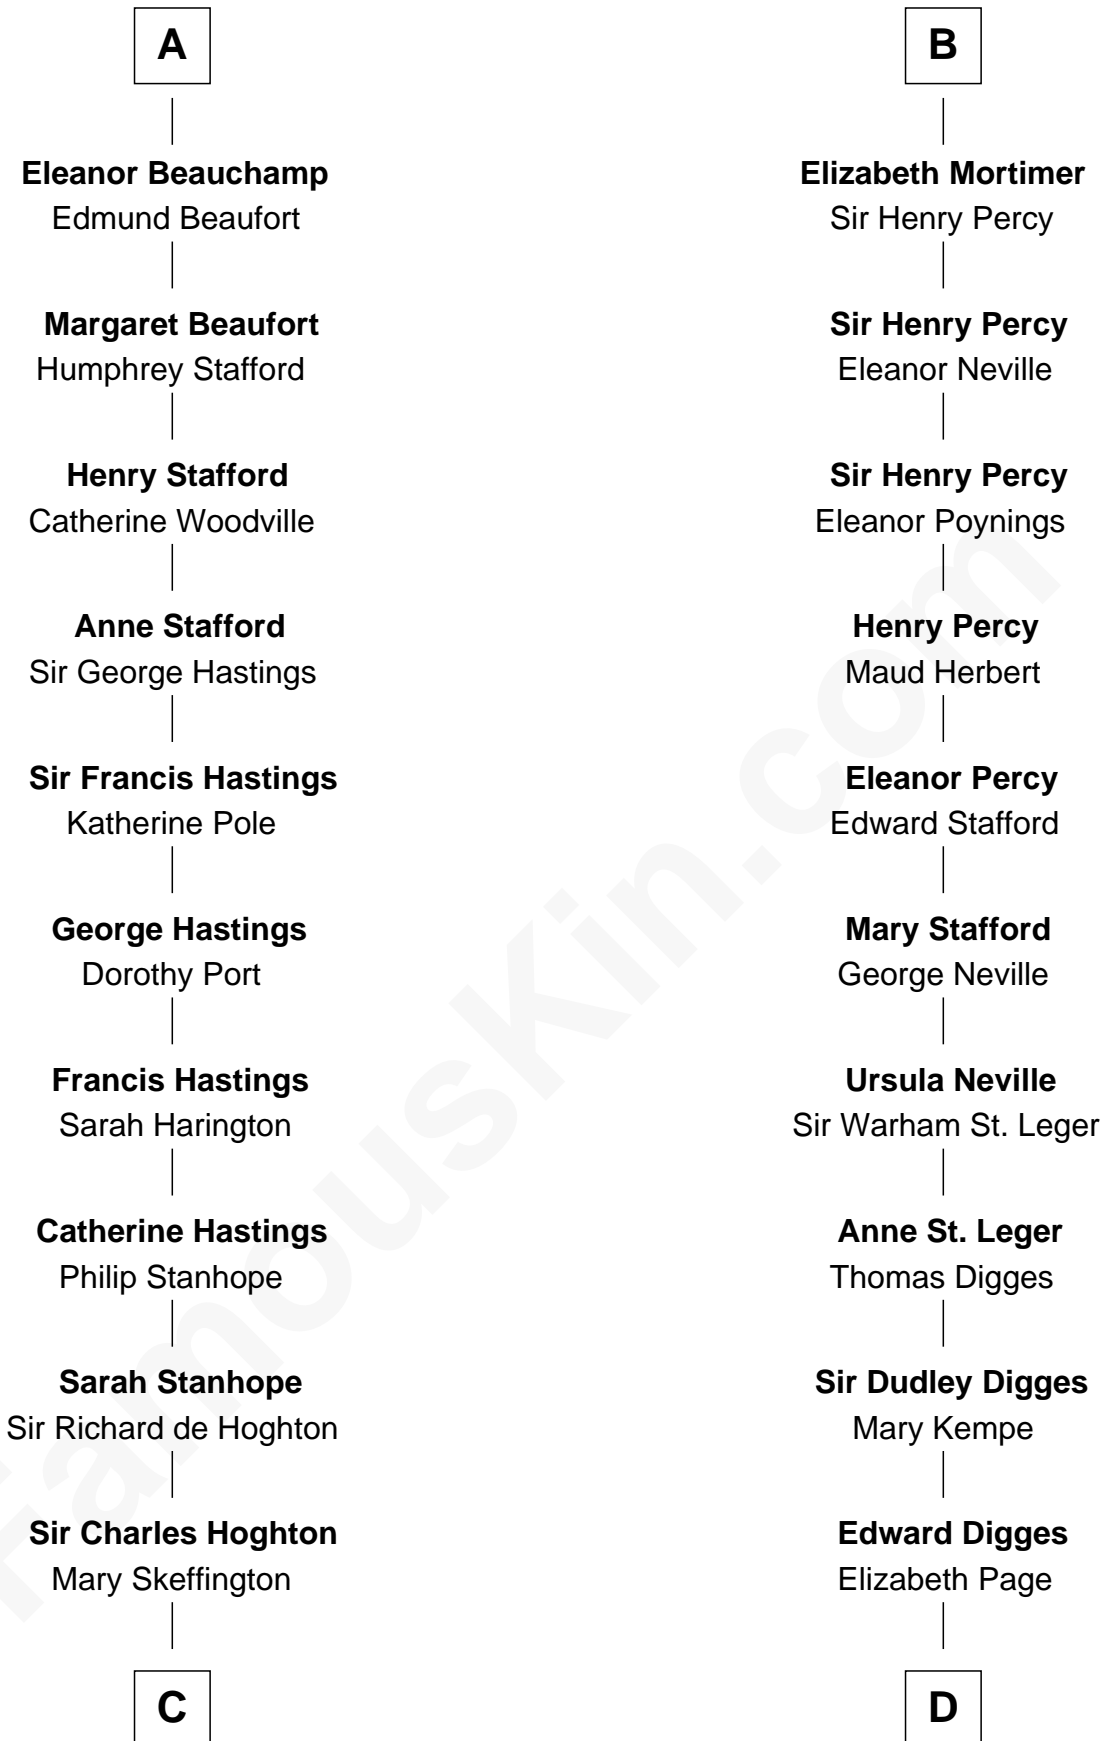 A
Eleanor Beauchamp
Edmund Beaufort
Margaret Beaufort
Humphrey Stafford
Henry Stafford
Catherine Woodville
Anne Stafford
Sir George Hastings
Sir Francis Hastings
Katherine Pole
George Hastings
Dorothy Port
Francis Hastings
Sarah Harington
Catherine Hastings
Philip Stanhope
Sarah Stanhope
Sir Richard de Hoghton
Sir Charles Hoghton
Mary Skeffington
C
B
Elizabeth Mortimer
Sir Henry Percy
Sir Henry Percy
Eleanor Neville
Sir Henry Percy
Eleanor Poynings
Henry Percy
Maud Herbert
Eleanor Percy
Edward Stafford
Mary Stafford
George Neville
Ursula Neville
Sir Warham St. Leger
Anne St. Leger
Thomas Digges
Sir Dudley Digges
Mary Kempe
Edward Digges
Elizabeth Page
D
FamousKin.com